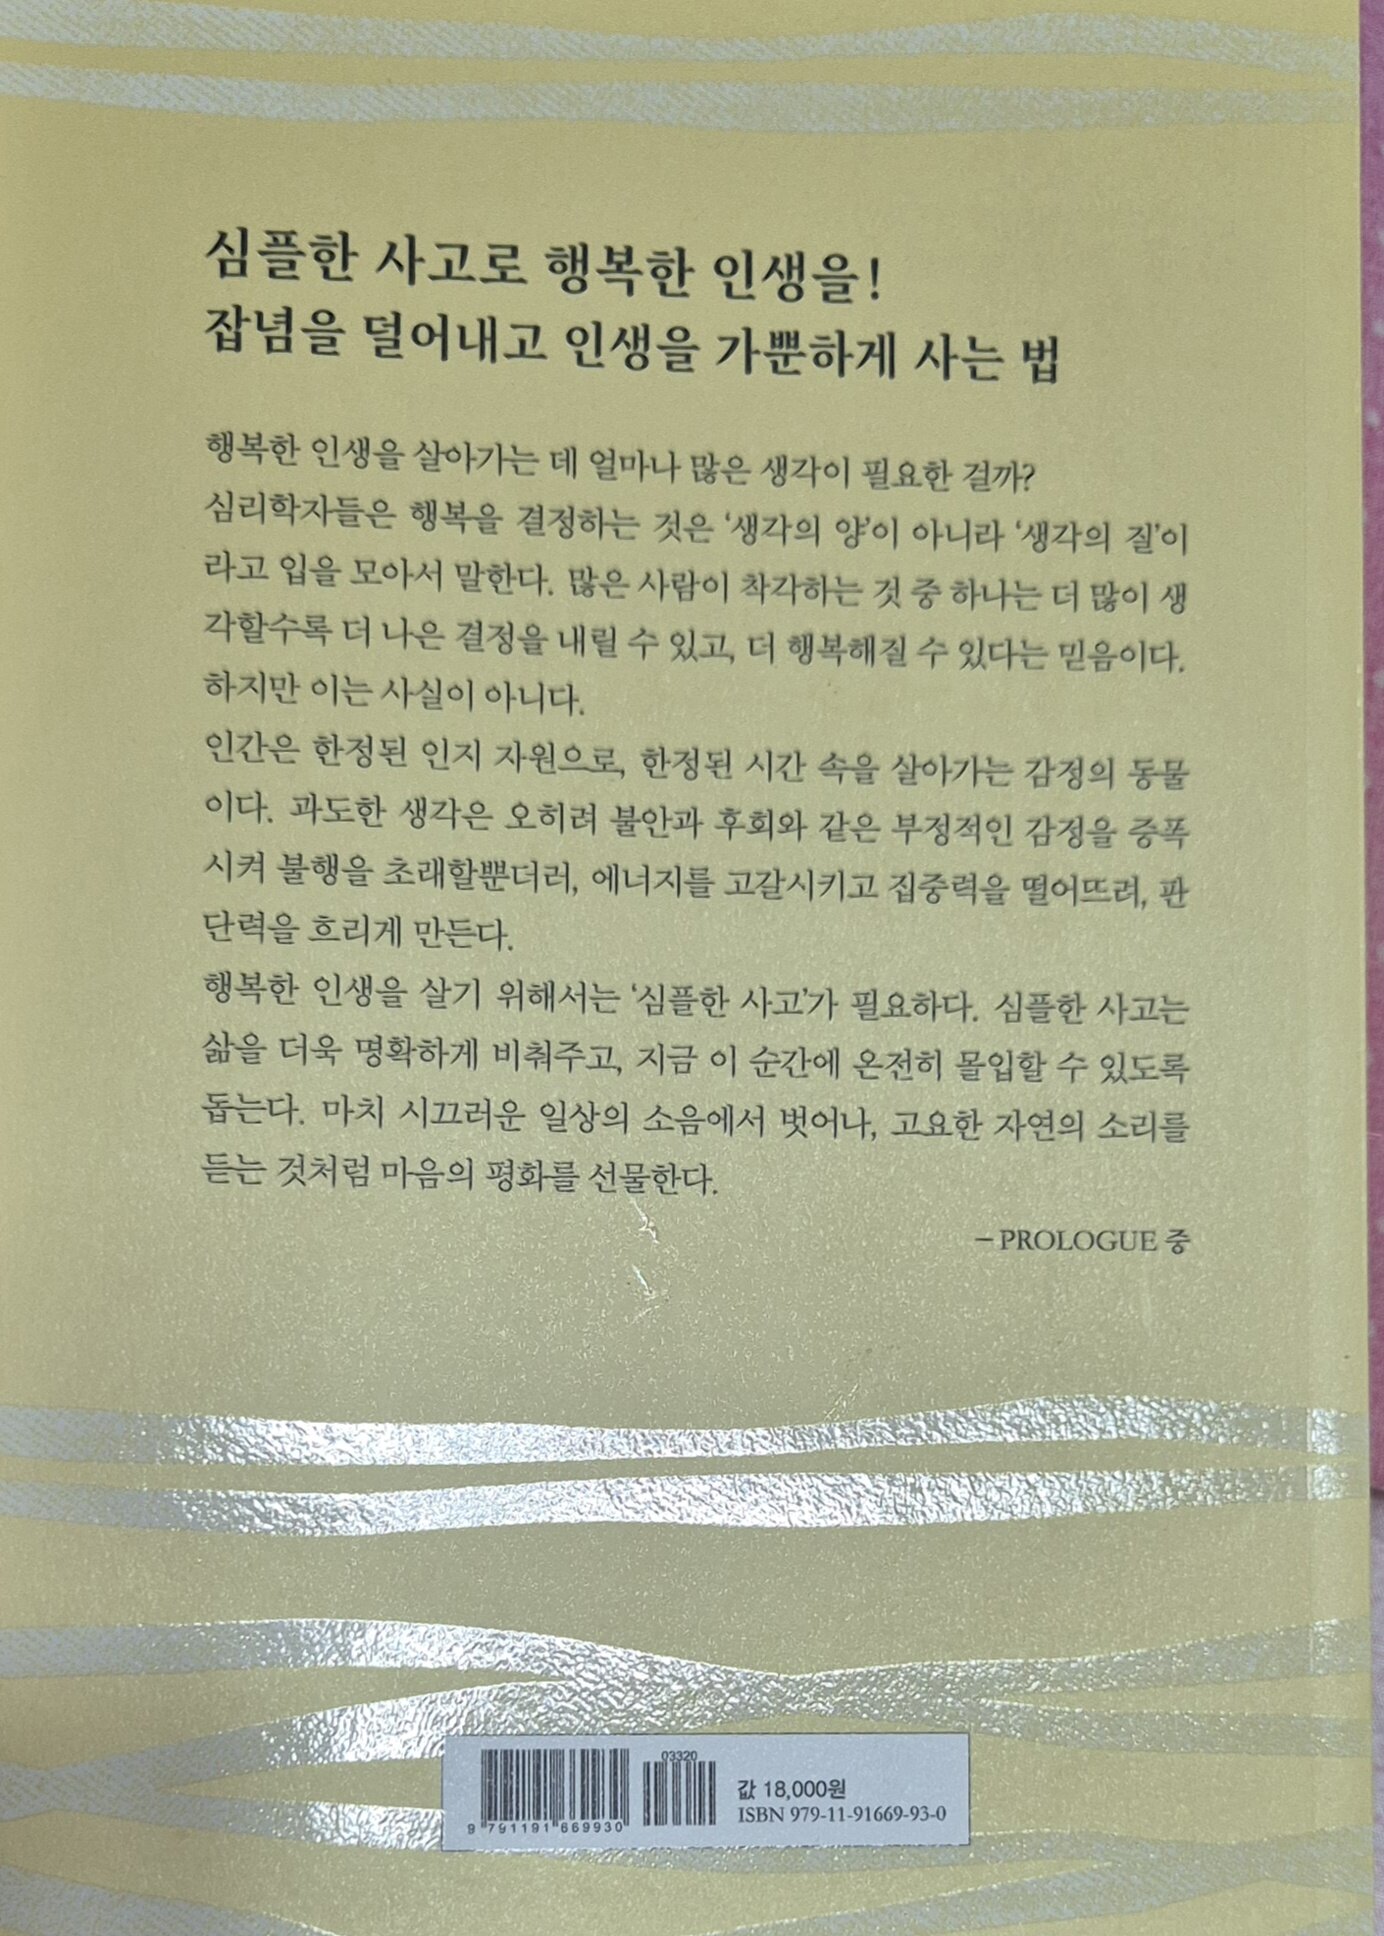 심플한 사고로 행복한 인생을!
잡념을 덜어내고 인생을 가뿐하게 사는 법
행복한 인생을 살아가는 데 얼마나 많은 생각이 필요한 걸까?
심리학자들은 행복을 결정하는 것은 ‘생각의 양’이 아니라 ‘생각의 질’이
라고 입을 모아서 말한다. 많은 사람이 착각하는 것 중 하나는 더 많이 생
각할수록 더 나은 결정을 내릴 수 있고, 더 행복해질 수 있다는 믿음이다.
하지만 이는 사실이 아니다.
인간은 한정된 인지 자원으로, 한정된 시간 속을 살아가는 감정의 동물
이다. 과도한 생각은 오히려 불안과 후회와 같은 부정적인 감정을 증폭
시켜 불행을 초래할뿐더러, 에너지를 고갈시키고 집중력을 떨어뜨려, 판
단력을 흐리게 만든다.
행복한 인생을 살기 위해서는 ‘심플한 사고’가 필요하다. 심플한 사고는
삶을 더욱 명확하게 비춰주고, 지금 이 순간에 온전히 몰입할 수 있도록
돕는다. 마치 시끄러운 일상의 소음에서 벗어나, 고요한 자연의 소리를
듣는 것처럼 마음의 평화를 선물한다.
– PROLOGUE 중
03320
값 18,000원
ISBN 979-11-91669-93-0
9 791191 669930